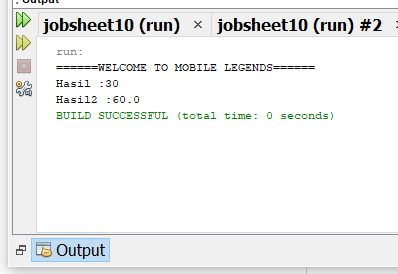 : Output
jobsheet10 (run) × jobsheet10 (run) #2 ×
run:
======WELCOME TO MOBILE LEGENDS======
Hasil :30
Hasil2 :60.0
BUILD SUCCESSFUL (total time: 0 seconds)
Output